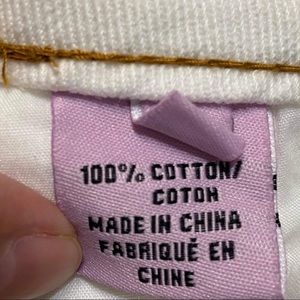 100% COTTON/
COTON
MADE IN CHINA
FABRIQUÉ EN
CHINE